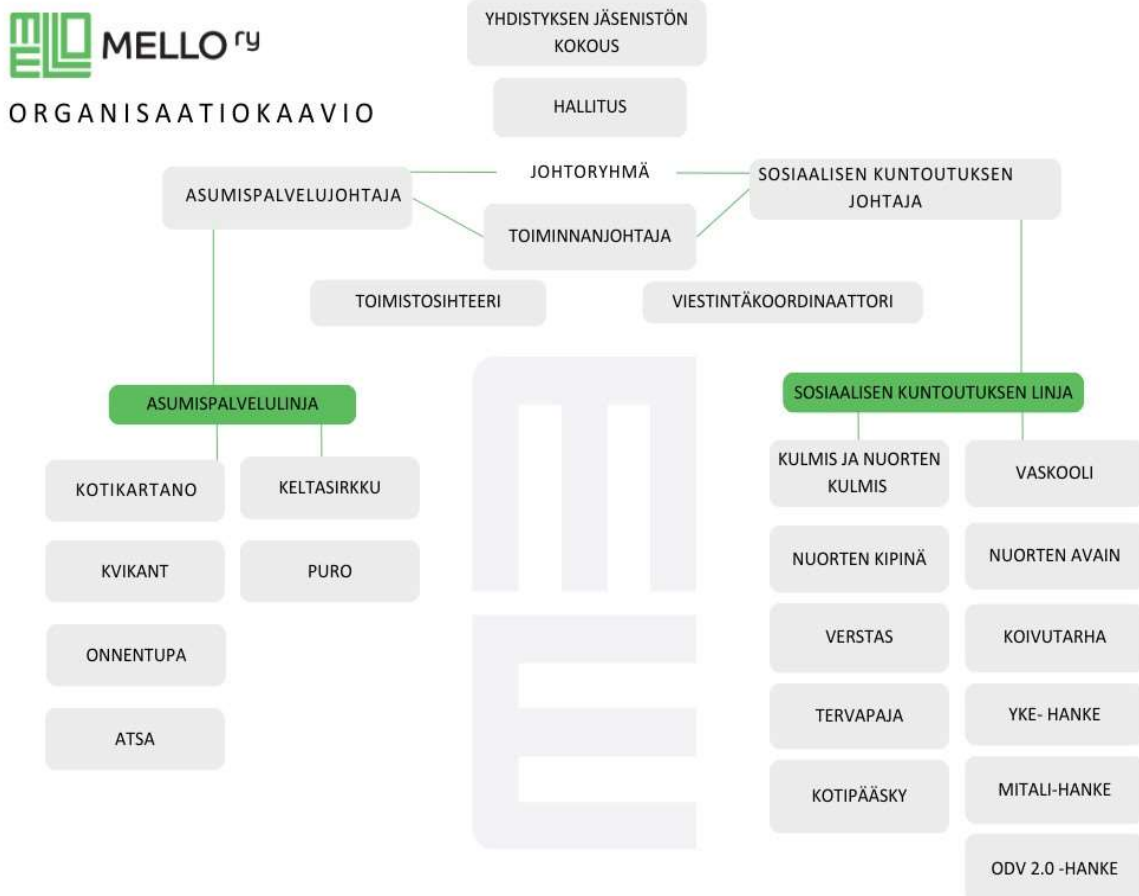 MELLO ry
ORGANISAATIOKAAVIO
YHDISTYKSEN JÄSENISTÖN
KOKOUS
HALLITUS
JOHTORYHMÄ
ASUMISPALVELUJOHTAJA
SOSIAALISEN KUNTOUTUKSEN
JOHTAJA
TOIMINNANJOHTAJA
TOIMISTOSIHTEERI
VIESTINTÄKOORDINAATTORI
ASUMISPALVELULINJA
KOTIKARTANO
KELTASIRKKU
KVIKANT
PURO
ONNENTUPA
ATSA
SOSIAALISEN KUNTOUTUKSEN LINJA
KULMIS JA NUORTEN
KULMIS
VASKOOLI
NUORTEN KIPINÄ
NUORTEN AVAIN
VERSTAS
KOIVUTARHA
TERVAPAJA
YKE- HANKE
KOTIPÄÄSKY
MITALI-HANKE
ODV 2.0 -HANKE